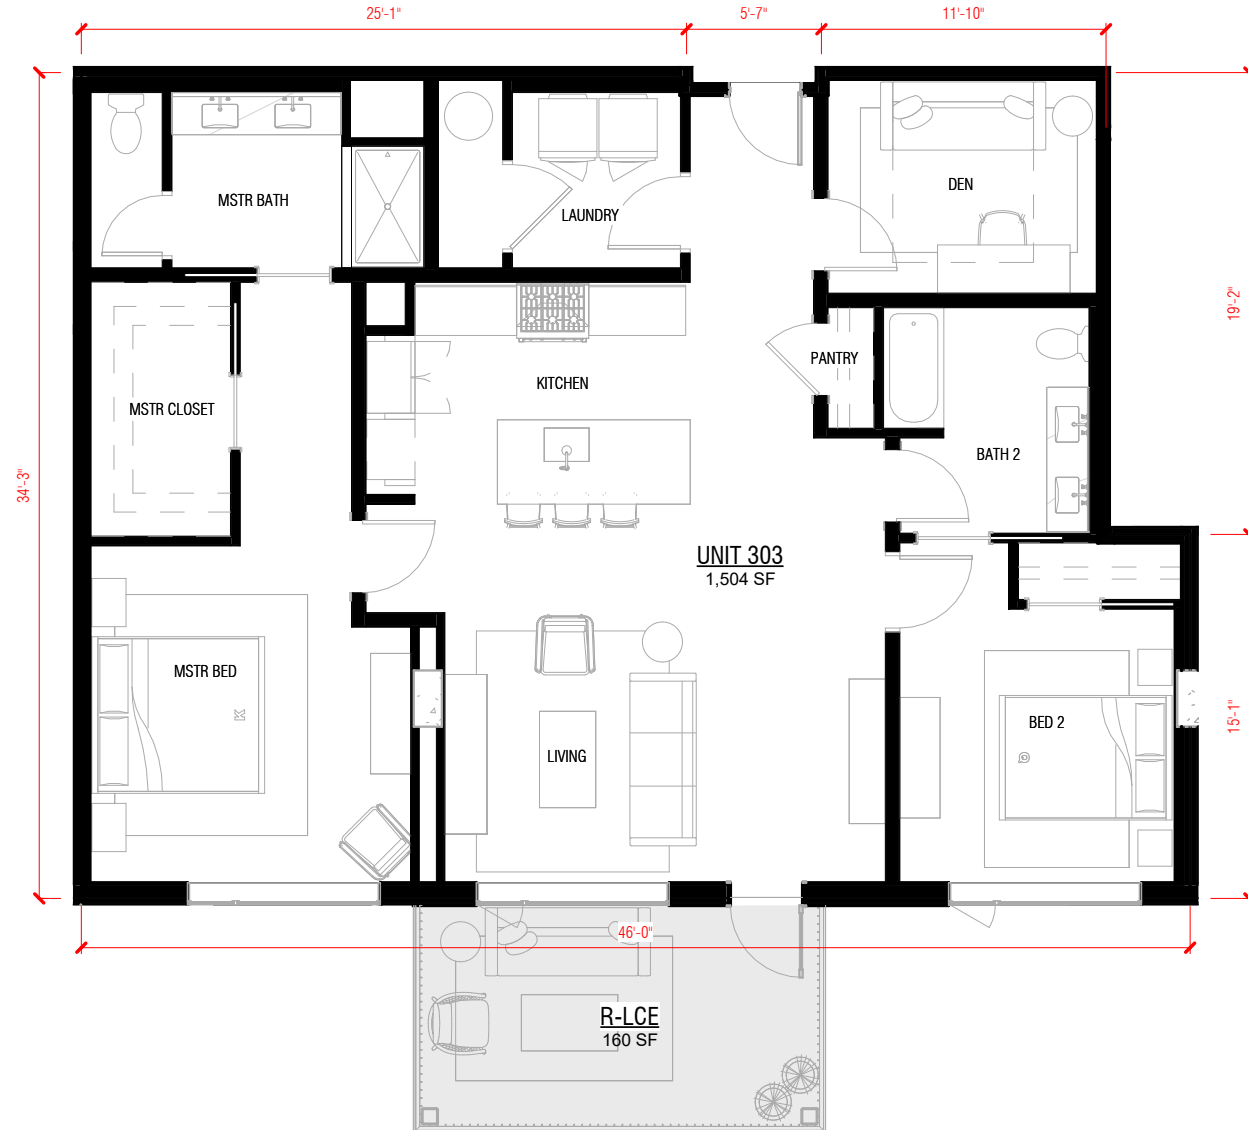 25'-1"
5'-7"
11'-10"
MSTR BATH
LAUNDRY
DEN
19'-2"
PANTRY
KITCHEN
MSTR CLOSET
BATH 2
34'-3"
UNIT 303
1,504 SF
MSTR BED
BED 2
15'-1"
LIVING
46'-0"
R-LCE
160 SF